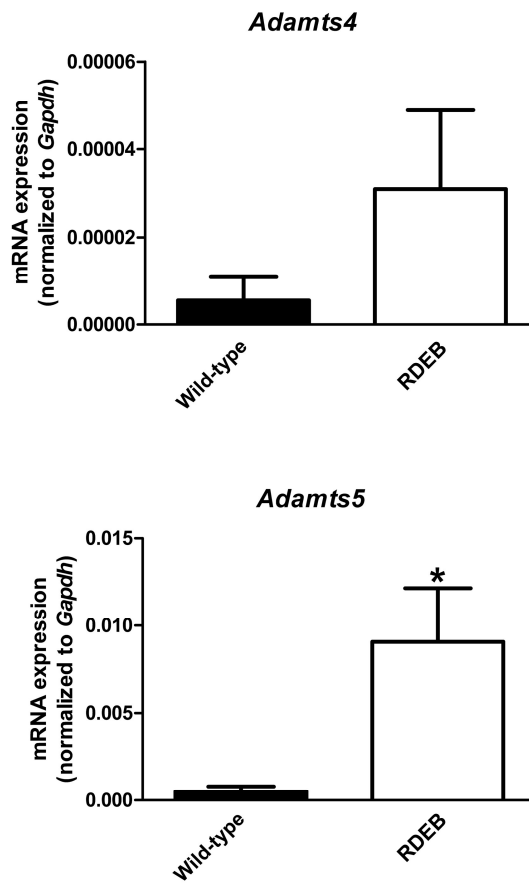 Adamts4
mRNA expression
(normalized to Gapdh)
0.00006
0.00004
0.00002
0.00000
Wild-type
RDEB
Adamts5
mRNA expression
(normalized to Gapdh)
0.015
0.010
0.005
0.000
*
Wild-type
RDEB